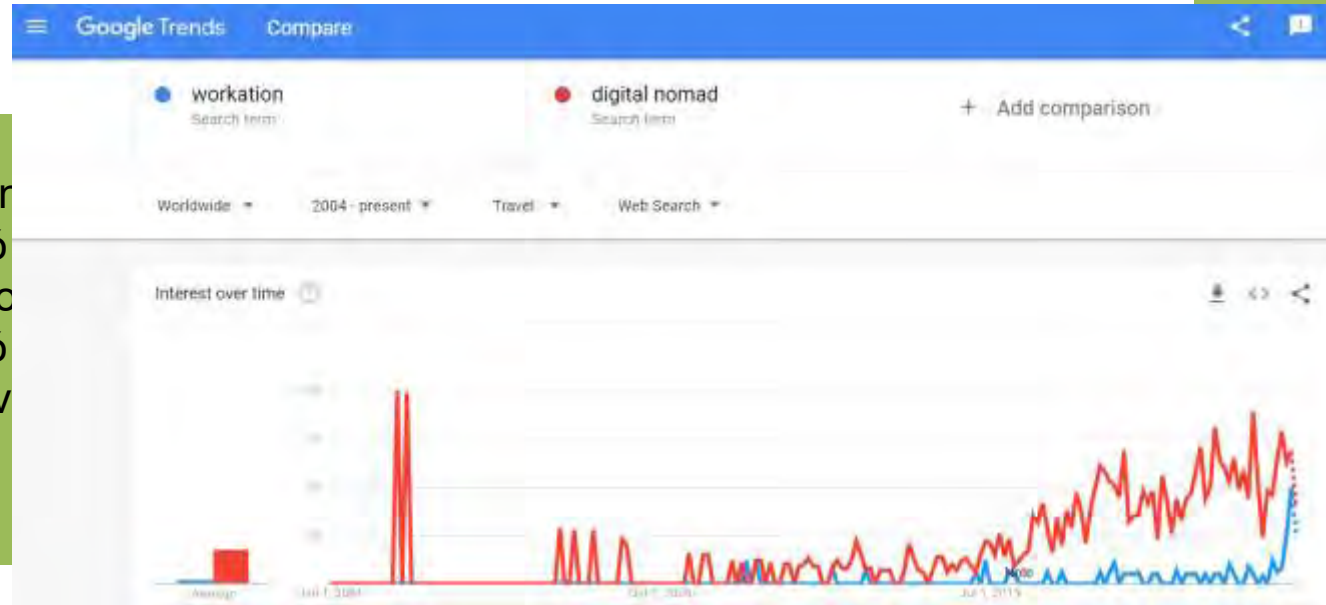 Google Trends Compare
workation digital nomad + Add comparison
Search term Search term
Worldwide 2004 - present Travel Web Search
Interest over time
Average
Note